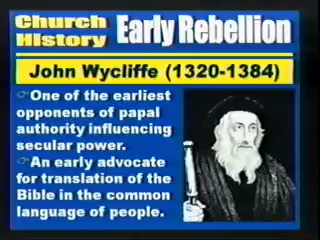 Church
History
Early Rebellion
John Wycliffe (1320-1384)
☞One of the earliest
opponents of papal
authority influencing
secular power.
☞An early advocate
for translation of the
Bible in the common
language of people.